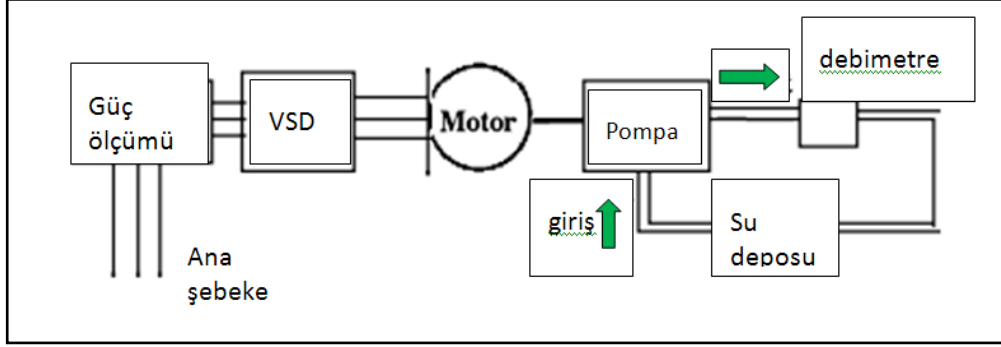 Güç
ölçümü
VSD
Motor
Pompa
debimetre
giriş
Su
deposu
Ana
şebeke